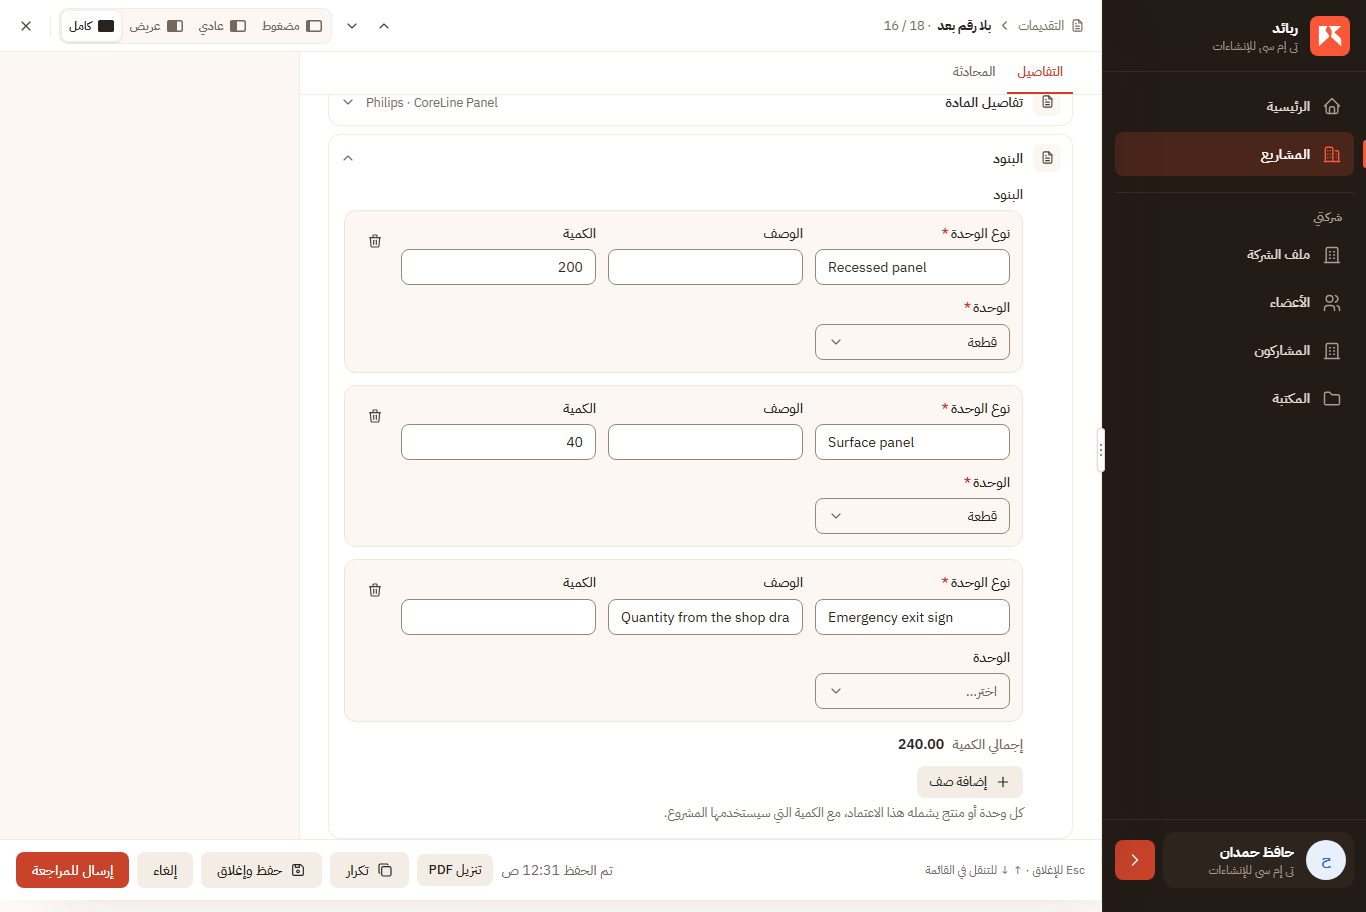 ربائد
تي إم سي للإنشاءات
الرئيسية
المشاريع
شركتي
ملف الشركة
الأعضاء
المشاركون
المكتبة
حافظ حمدان
تي إم سي للإنشاءات
ح
التقديمات
بلا رقم بعد · 18 / 16
مضغوط
عادي
عريض
كامل
التفاصيل
المحادثة
تفاصيل المادة
Philips · CoreLine Panel
البنود
البنود
نوع الوحدة *
الوصف
الكمية
Recessed panel
200
الوحدة *
قطعة
نوع الوحدة *
الوصف
الكمية
Surface panel
40
الوحدة *
قطعة
نوع الوحدة *
الوصف
الكمية
Emergency exit sign
Quantity from the shop dra
الوحدة
اختر...
إجمالي الكمية 240.00
إضافة صف
كل وحدة أو منتج يشمله هذا الاعتماد، مع الكمية التي سيستخدمها المشروع.
Esc للإغلاق · ↑ ↓ للتنقل في القائمة
تم الحفظ 12:31 ص
تنزيل PDF
تكرار
حفظ وإغلاق
إلغاء
إرسال للمراجعة